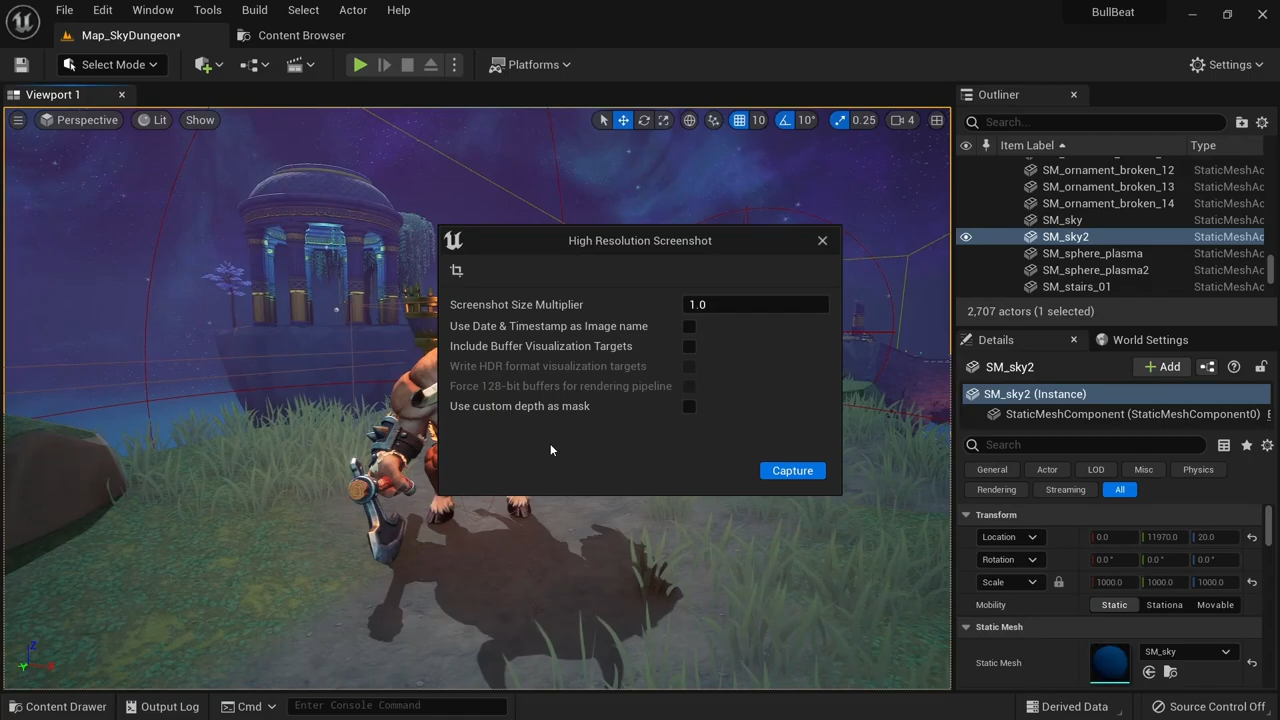 File Edit Window Tools Build Select Actor Help
BullBeat
Map_SkyDungeon*
Content Browser
Select Mode
Platforms
Settings
Viewport 1
Perspective
Lit
Show
10
10°
0.25
4
High Resolution Screenshot
Screenshot Size Multiplier
1.0
Use Date & Timestamp as Image name
Include Buffer Visualization Targets
Write HDR format visualization targets
Force 128-bit buffers for rendering pipeline
Use custom depth as mask
Capture
Z
Y
Outliner
Search...
Item Label Type
SM_ornament_broken_12 StaticMeshAc
SM_ornament_broken_13 StaticMeshAc
SM_ornament_broken_14 StaticMeshAc
SM_sky StaticMeshAc
SM_sky2 StaticMeshAc
SM_sphere_plasma StaticMeshAc
SM_sphere_plasma2 StaticMeshAc
SM_stairs_01 StaticMeshAc
2,707 actors (1 selected)
Details
World Settings
SM_sky2
Add
SM_sky2 (Instance)
StaticMeshComponent (StaticMeshComponent0) E
Search
General Actor LOD Misc Physics
Rendering Streaming All
Transform
Location 0.0 11970.0 20.0
Rotation 0.0° 0.0° 0.0°
Scale 1000.0 1000.0 1000.0
Mobility Static Stationa Movable
Static Mesh
Static Mesh
SM_sky
Content Drawer
Output Log
Cmd
Enter Console Command
Derived Data
Source Control Off